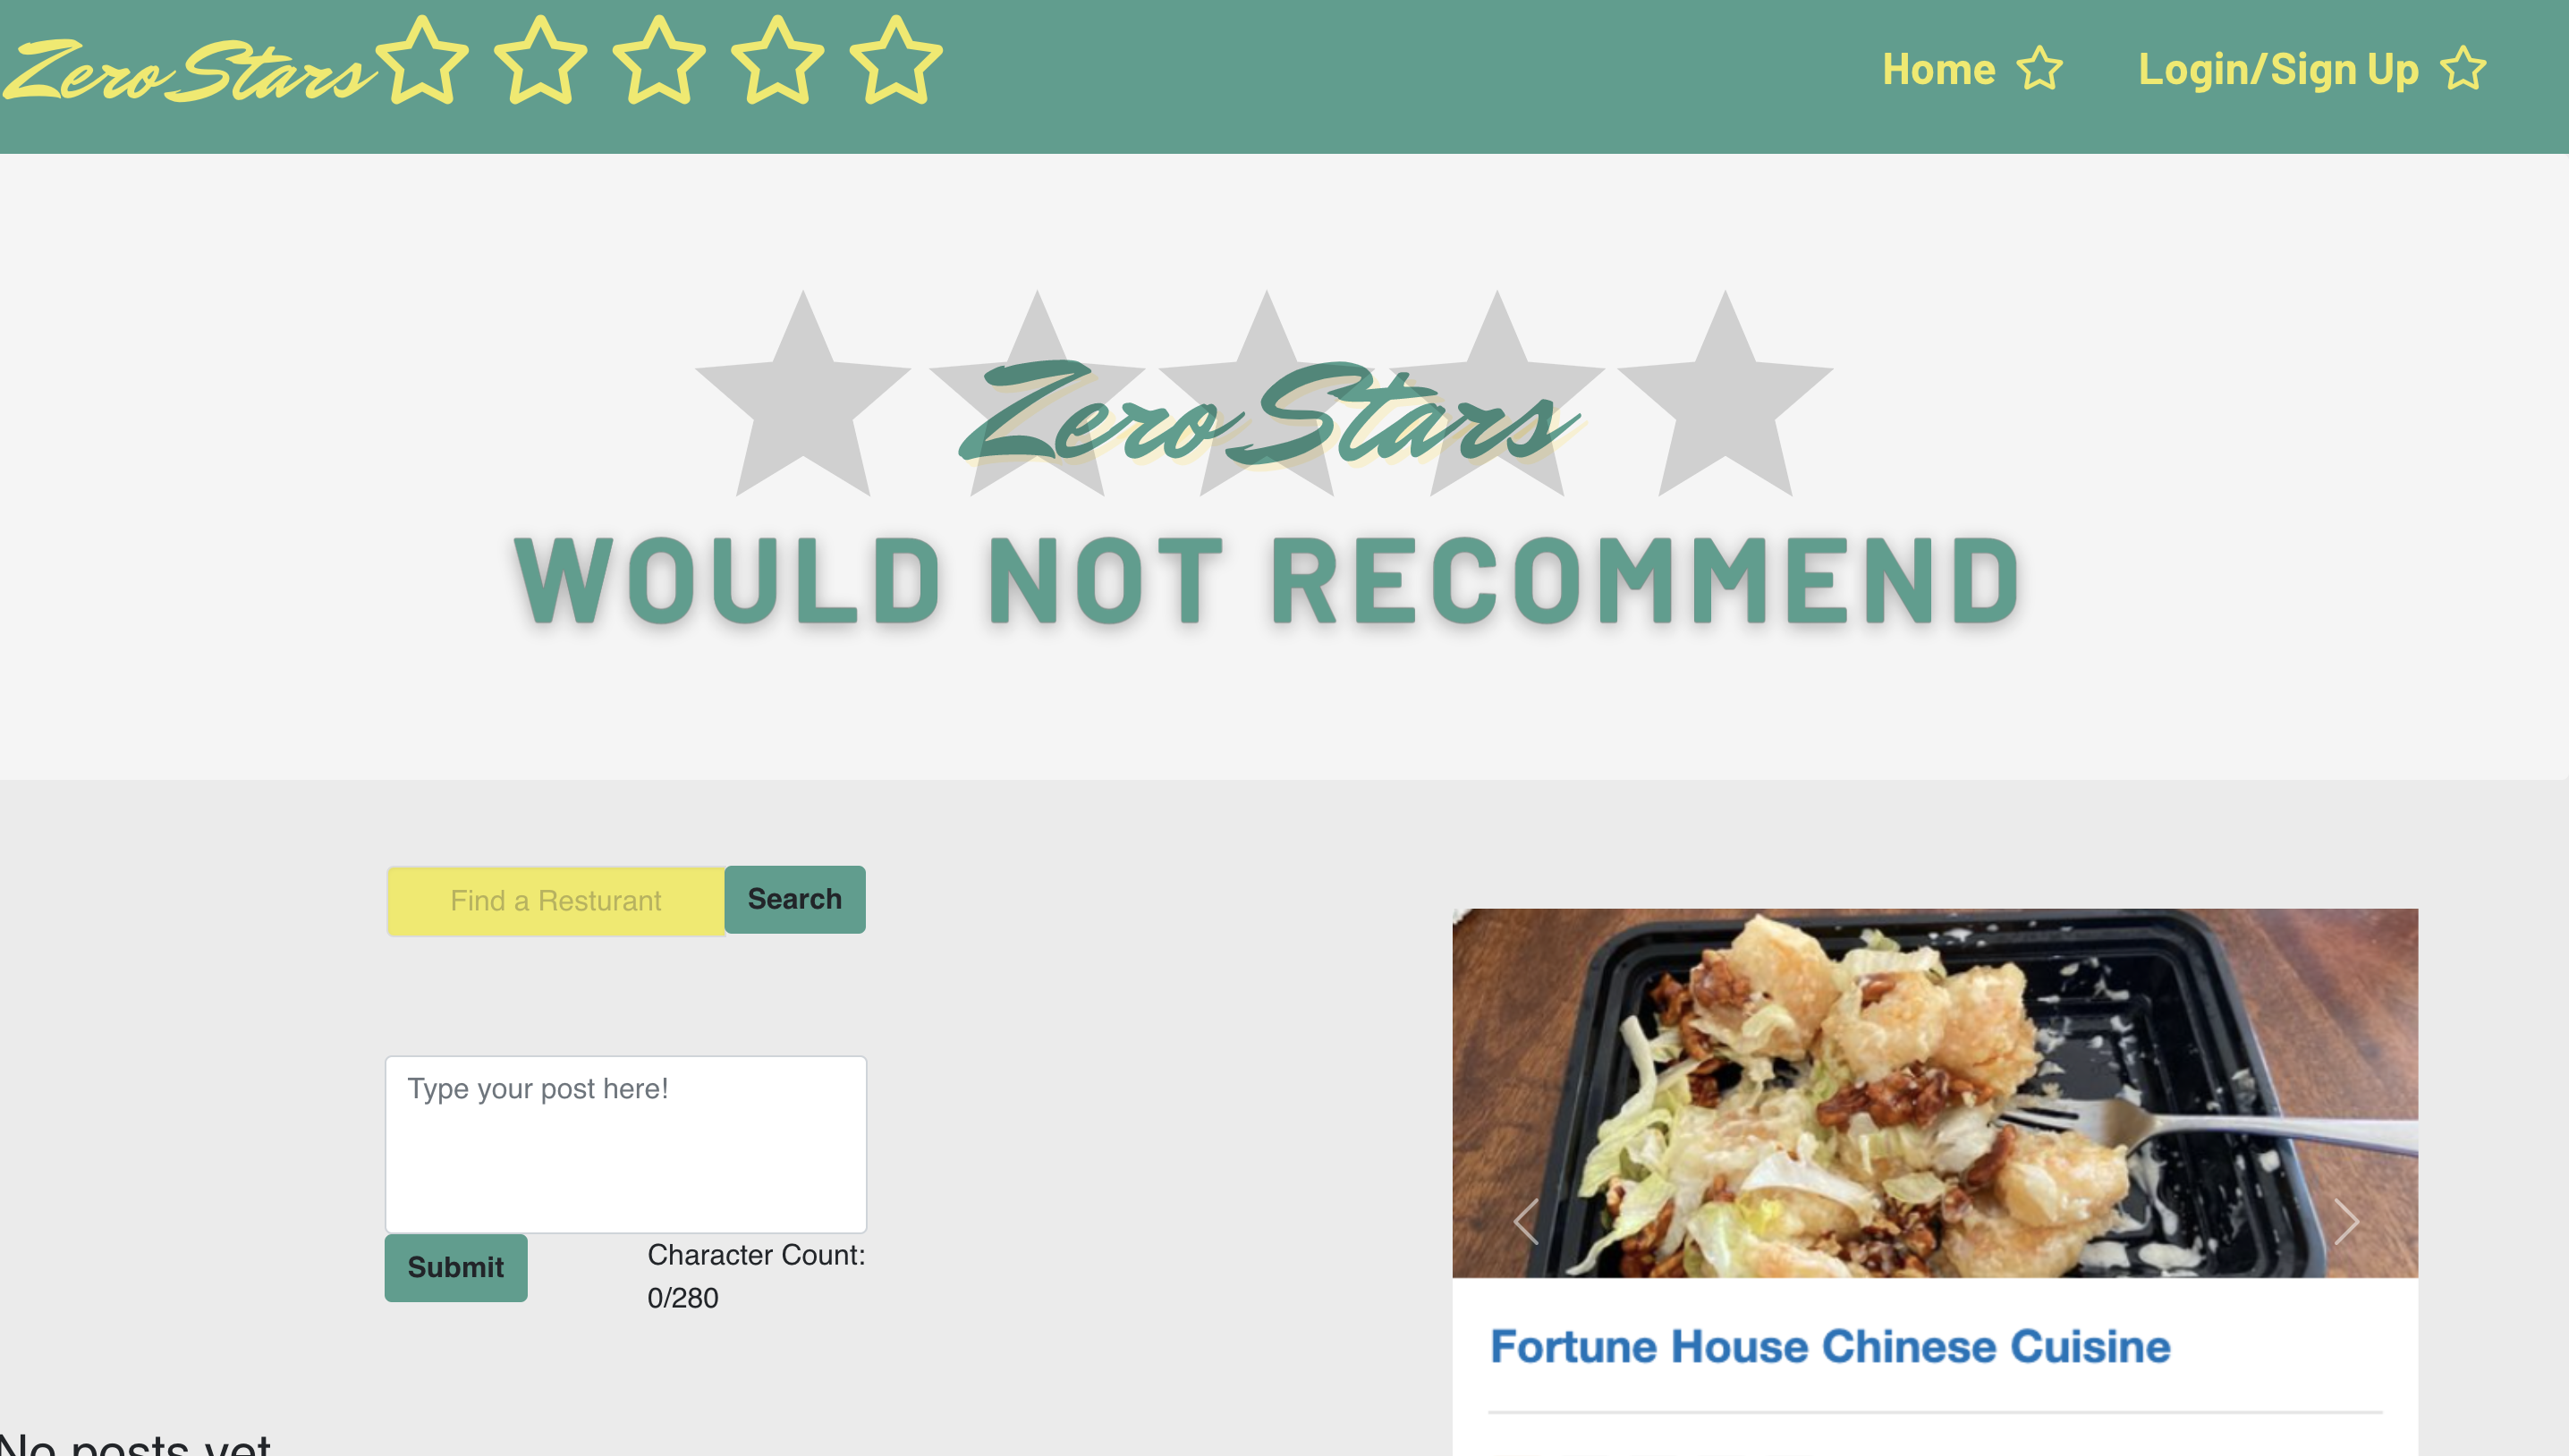 Zero Stars
Home
Login/Sign Up
Zero Stars
WOULD NOT RECOMMEND
Find a Resturant
Search
Type your post here!
Submit
Character Count:
0/280
No posts yet
Fortune House Chinese Cuisine